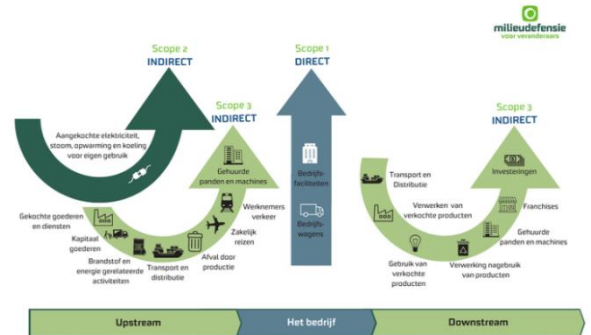 milieudefensie
voor veranderaars
Scope 2
INDIRECT
Scope 1
DIRECT
Scope 3
INDIRECT
Scope 3
INDIRECT
Aangekochte elektriciteit,
stoom, opwarming en koeling
voor eigen gebruik
Gehuurde
panden en machines
Werknemers
verkeer
Zakelijk
reizen
Afval door
productie
Transport en
distributie
Brandstof en
energie gerelateerde
activiteiten
Kapitaal
goederen
Gekochte goederen
en diensten
Bedrijfs-
faciliteiten
Bedrijfs-
wagens
Transport en
Distributie
Verwerken van
verkochte producten
Gebruik van
verkochte
producten
Verwerking nagebruik
van producten
Gehuurde
panden en machines
Franchises
Investeringen
Upstream
Het bedrijf
Downstream